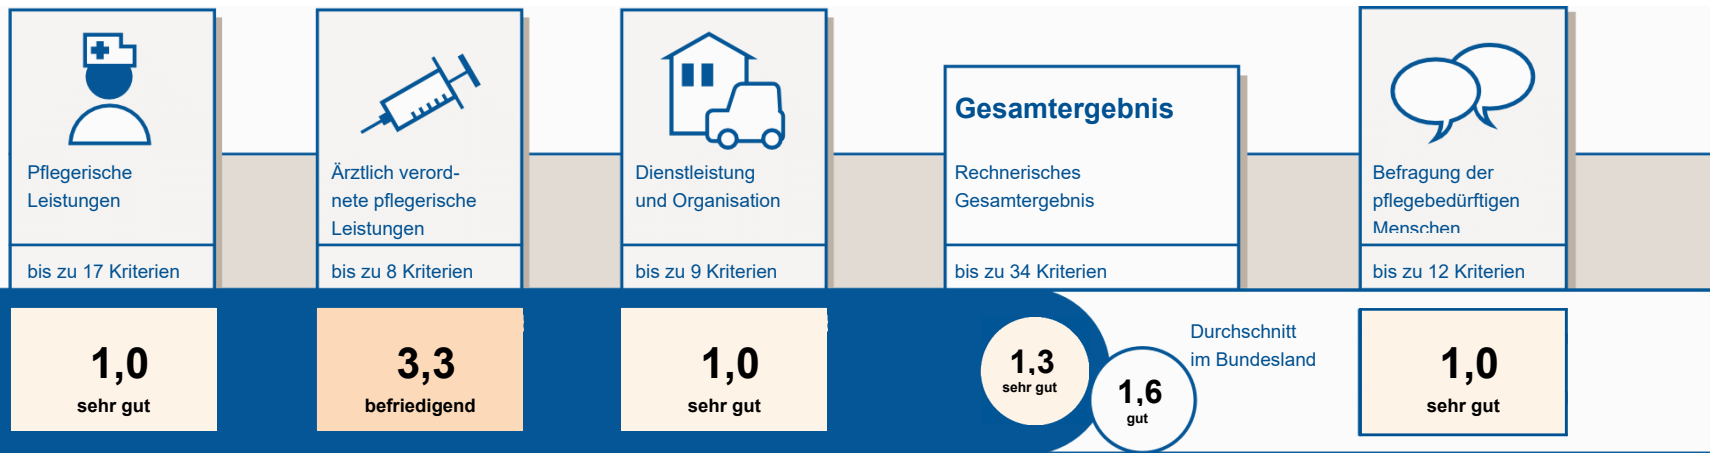 Pflegerische
Leistungen
bis zu 17 Kriterien
1,0
sehr gut
Ärztlich verord-
nete pflegerische
Leistungen
bis zu 8 Kriterien
3,3
befriedigend
Dienstleistung
und Organisation
bis zu 9 Kriterien
1,0
sehr gut
Gesamtergebnis
Rechnerisches
Gesamtergebnis
bis zu 34 Kriterien
1,3
sehr gut
1,6
gut
Durchschnitt
im Bundesland
Befragung der
pflegebedürftigen
Menschen
bis zu 12 Kriterien
1,0
sehr gut